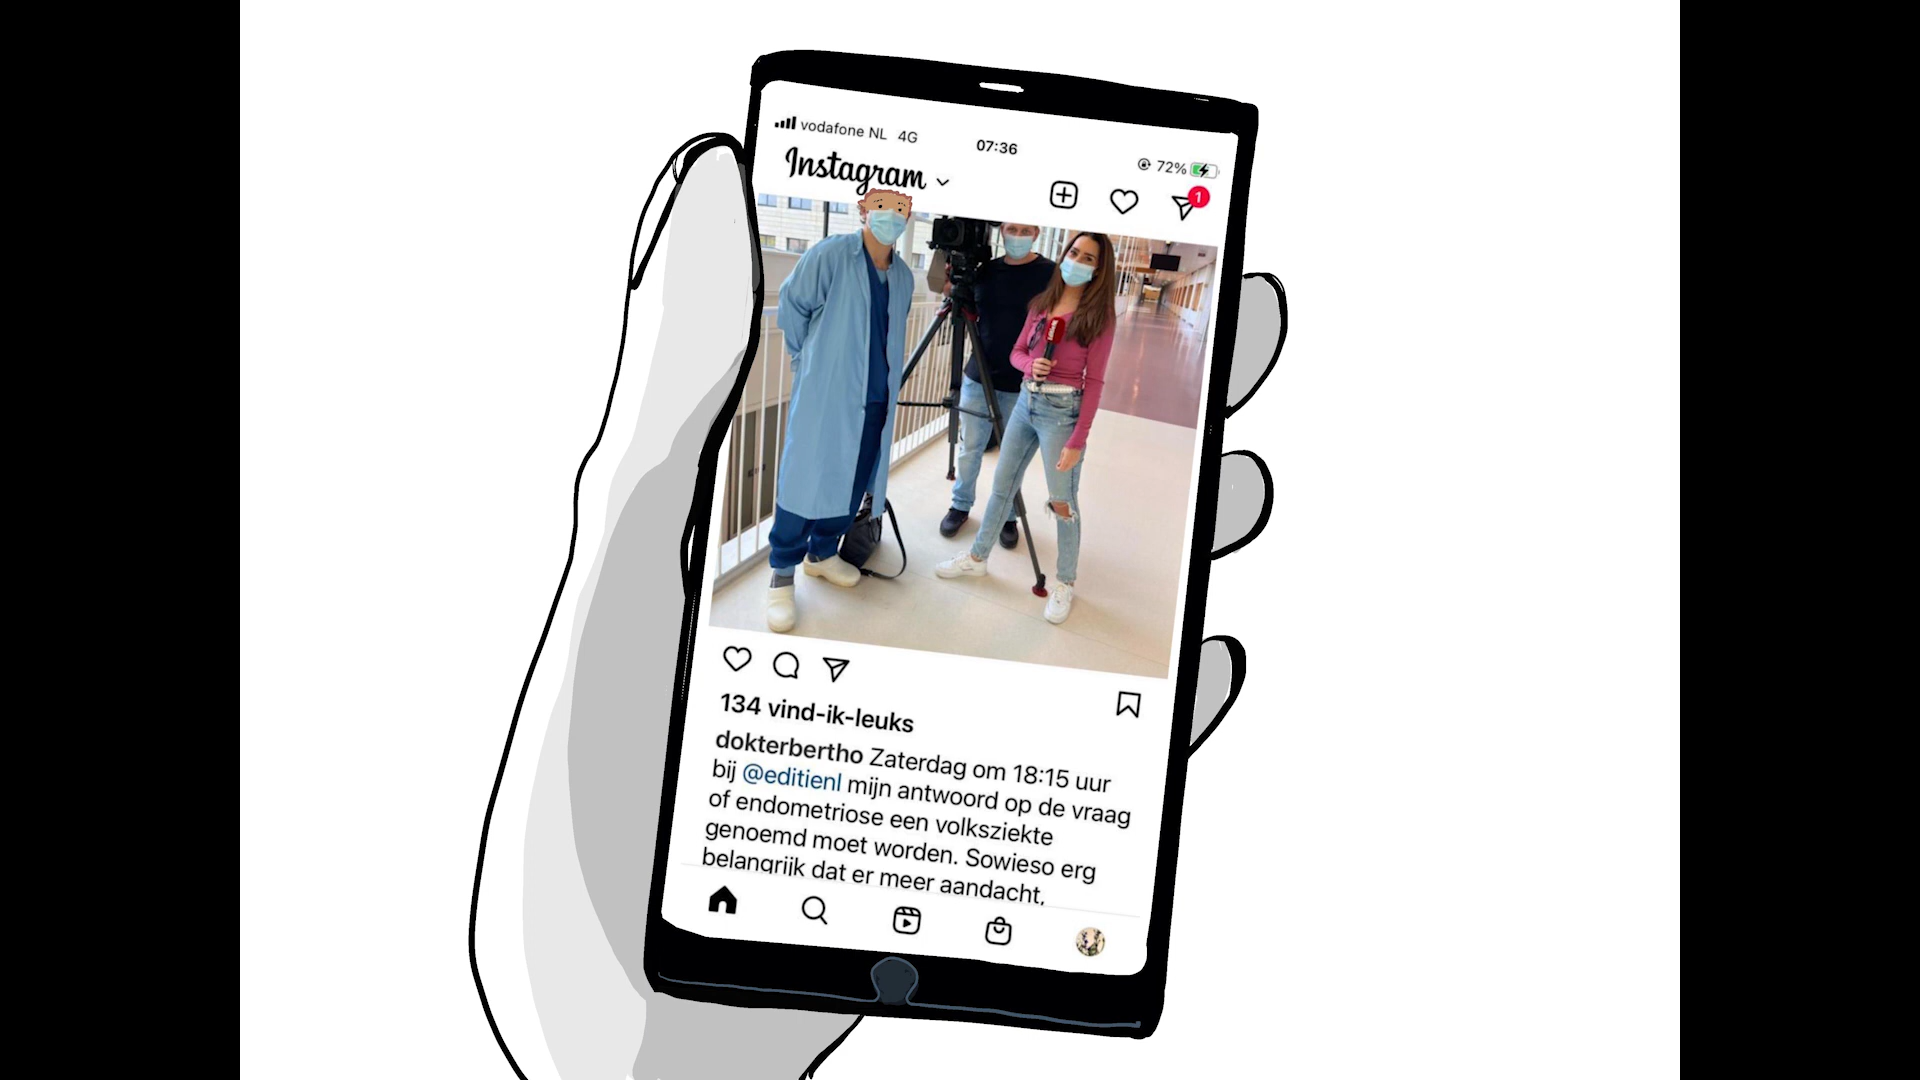 vodafone NL 4G 07:36 72%
Instagram
1
134 vind-ik-leuks
dokterbertho Zaterdag om 18:15 uur
bij @editienl mijn antwoord op de vraag
of endometriose een volksziekte
genoemd moet worden. Sowieso erg
belangrijk dat er meer aandacht,